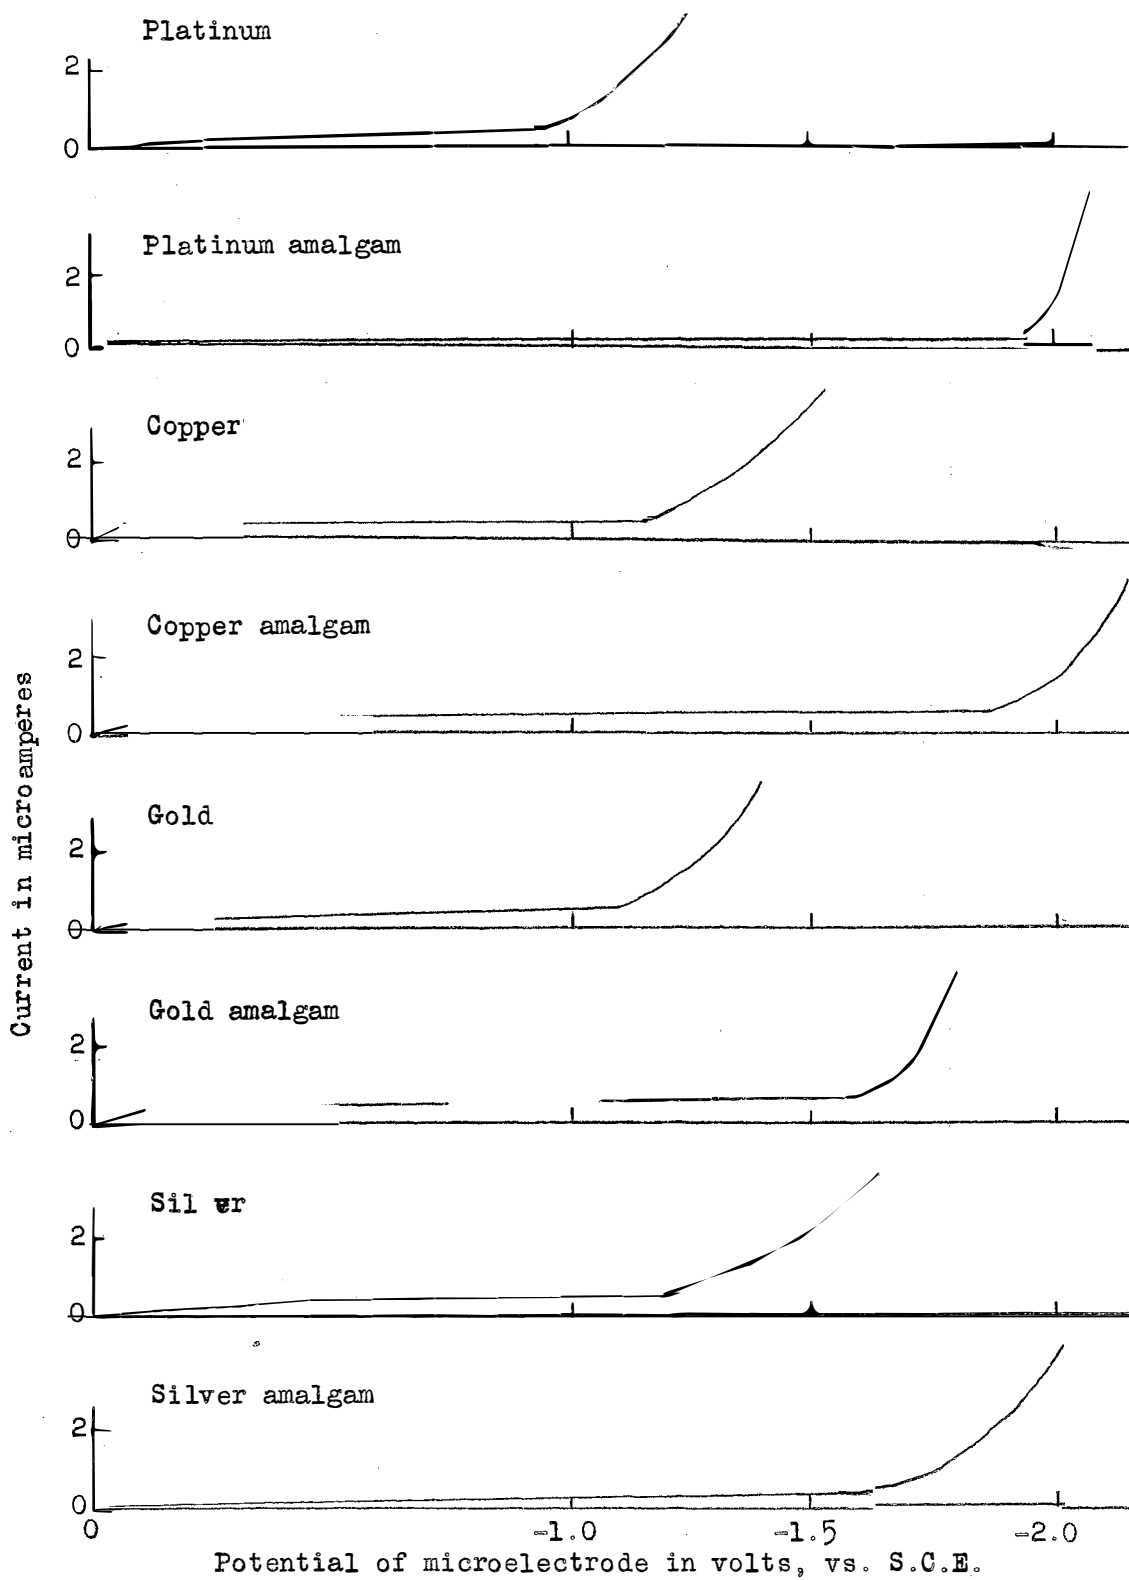 Platinum
2
0
Platinum amalgam
2
0
Copper
2
0
Copper amalgam
2
0
Gold
2
0
Gold amalgam
2
0
Silver
2
0
Silver amalgam
2
0
0 -1.0 -1.5 -2.0
Potential of microelectrode in volts, vs. S.C.E.
Current in microamperes